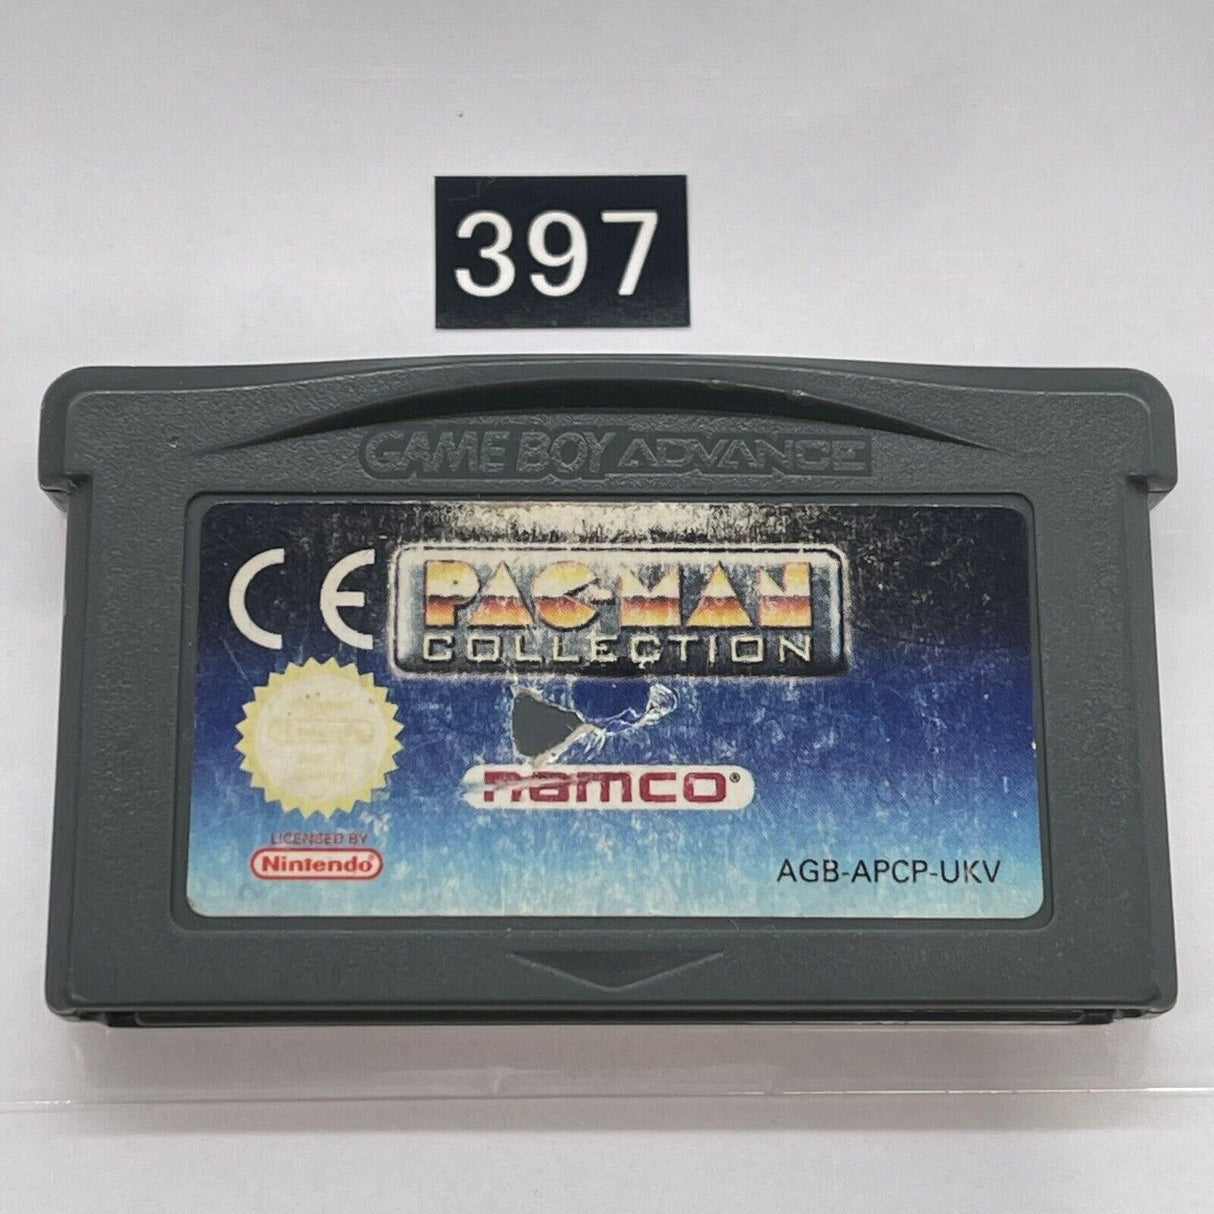 397
GAME BOY ADVANCE
CE
PAC-MAN
COLLECTION
namco®
LICENSED BY
Nintendo®
AGB-APCP-UKV